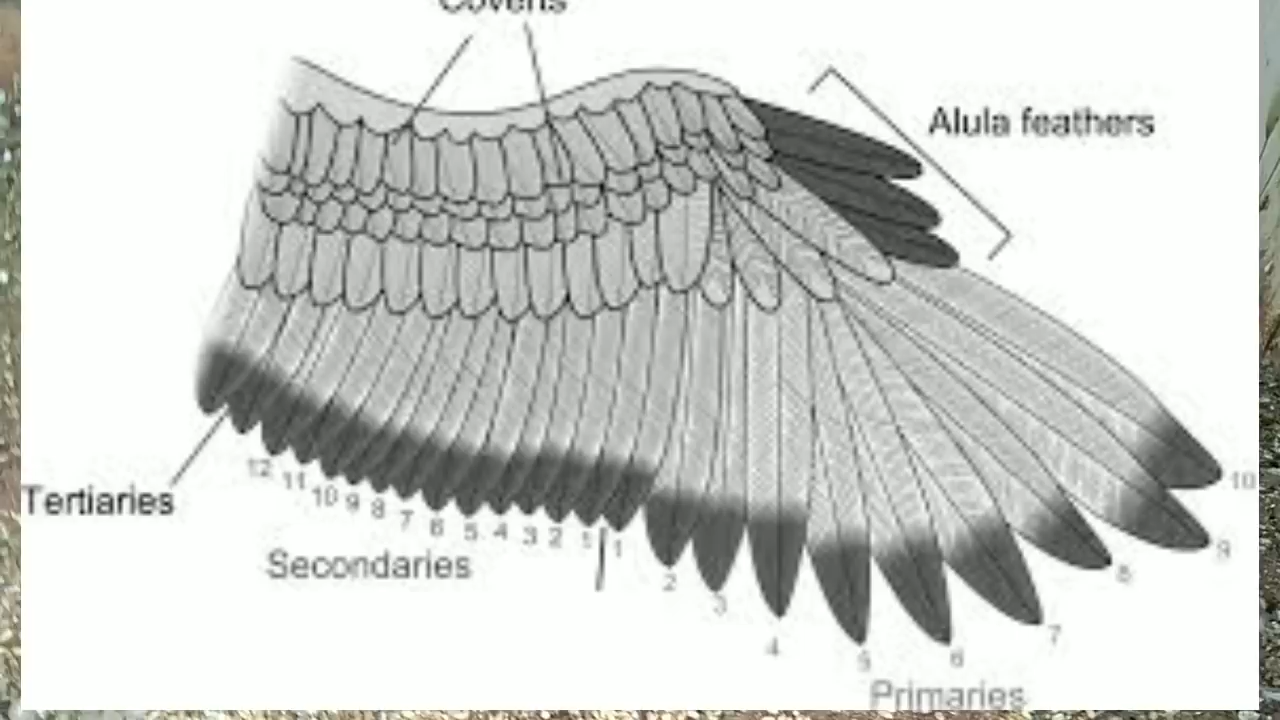 Coverts
Alula feathers
Tertiaries
12 11 10 9 8 7 6 5 4 3 2 1
Secondaries
1 2 3 4 5 6 7 8 9 10
Primaries